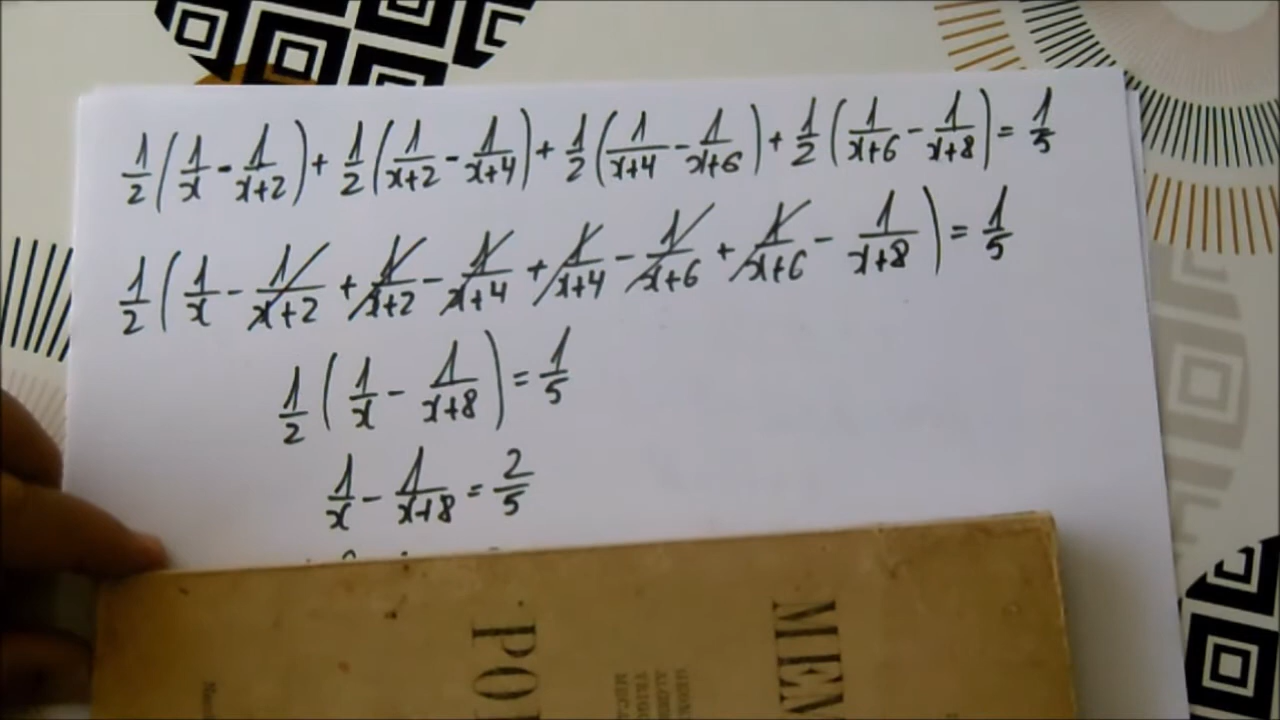 1/2 (1/x - 1/(x+2)) + 1/2 (1/(x+2) - 1/(x+4)) + 1/2 (1/(x+4) - 1/(x+6)) + 1/2 (1/(x+6) - 1/(x+8)) = 1/5
1/2 (1/x - 1/(x+2) + 1/(x+2) - 1/(x+4) + 1/(x+4) - 1/(x+6) + 1/(x+6) - 1/(x+8)) = 1/5
1/2 (1/x - 1/(x+8)) = 1/5
1/x - 1/(x+8) = 2/5
PO
MEN